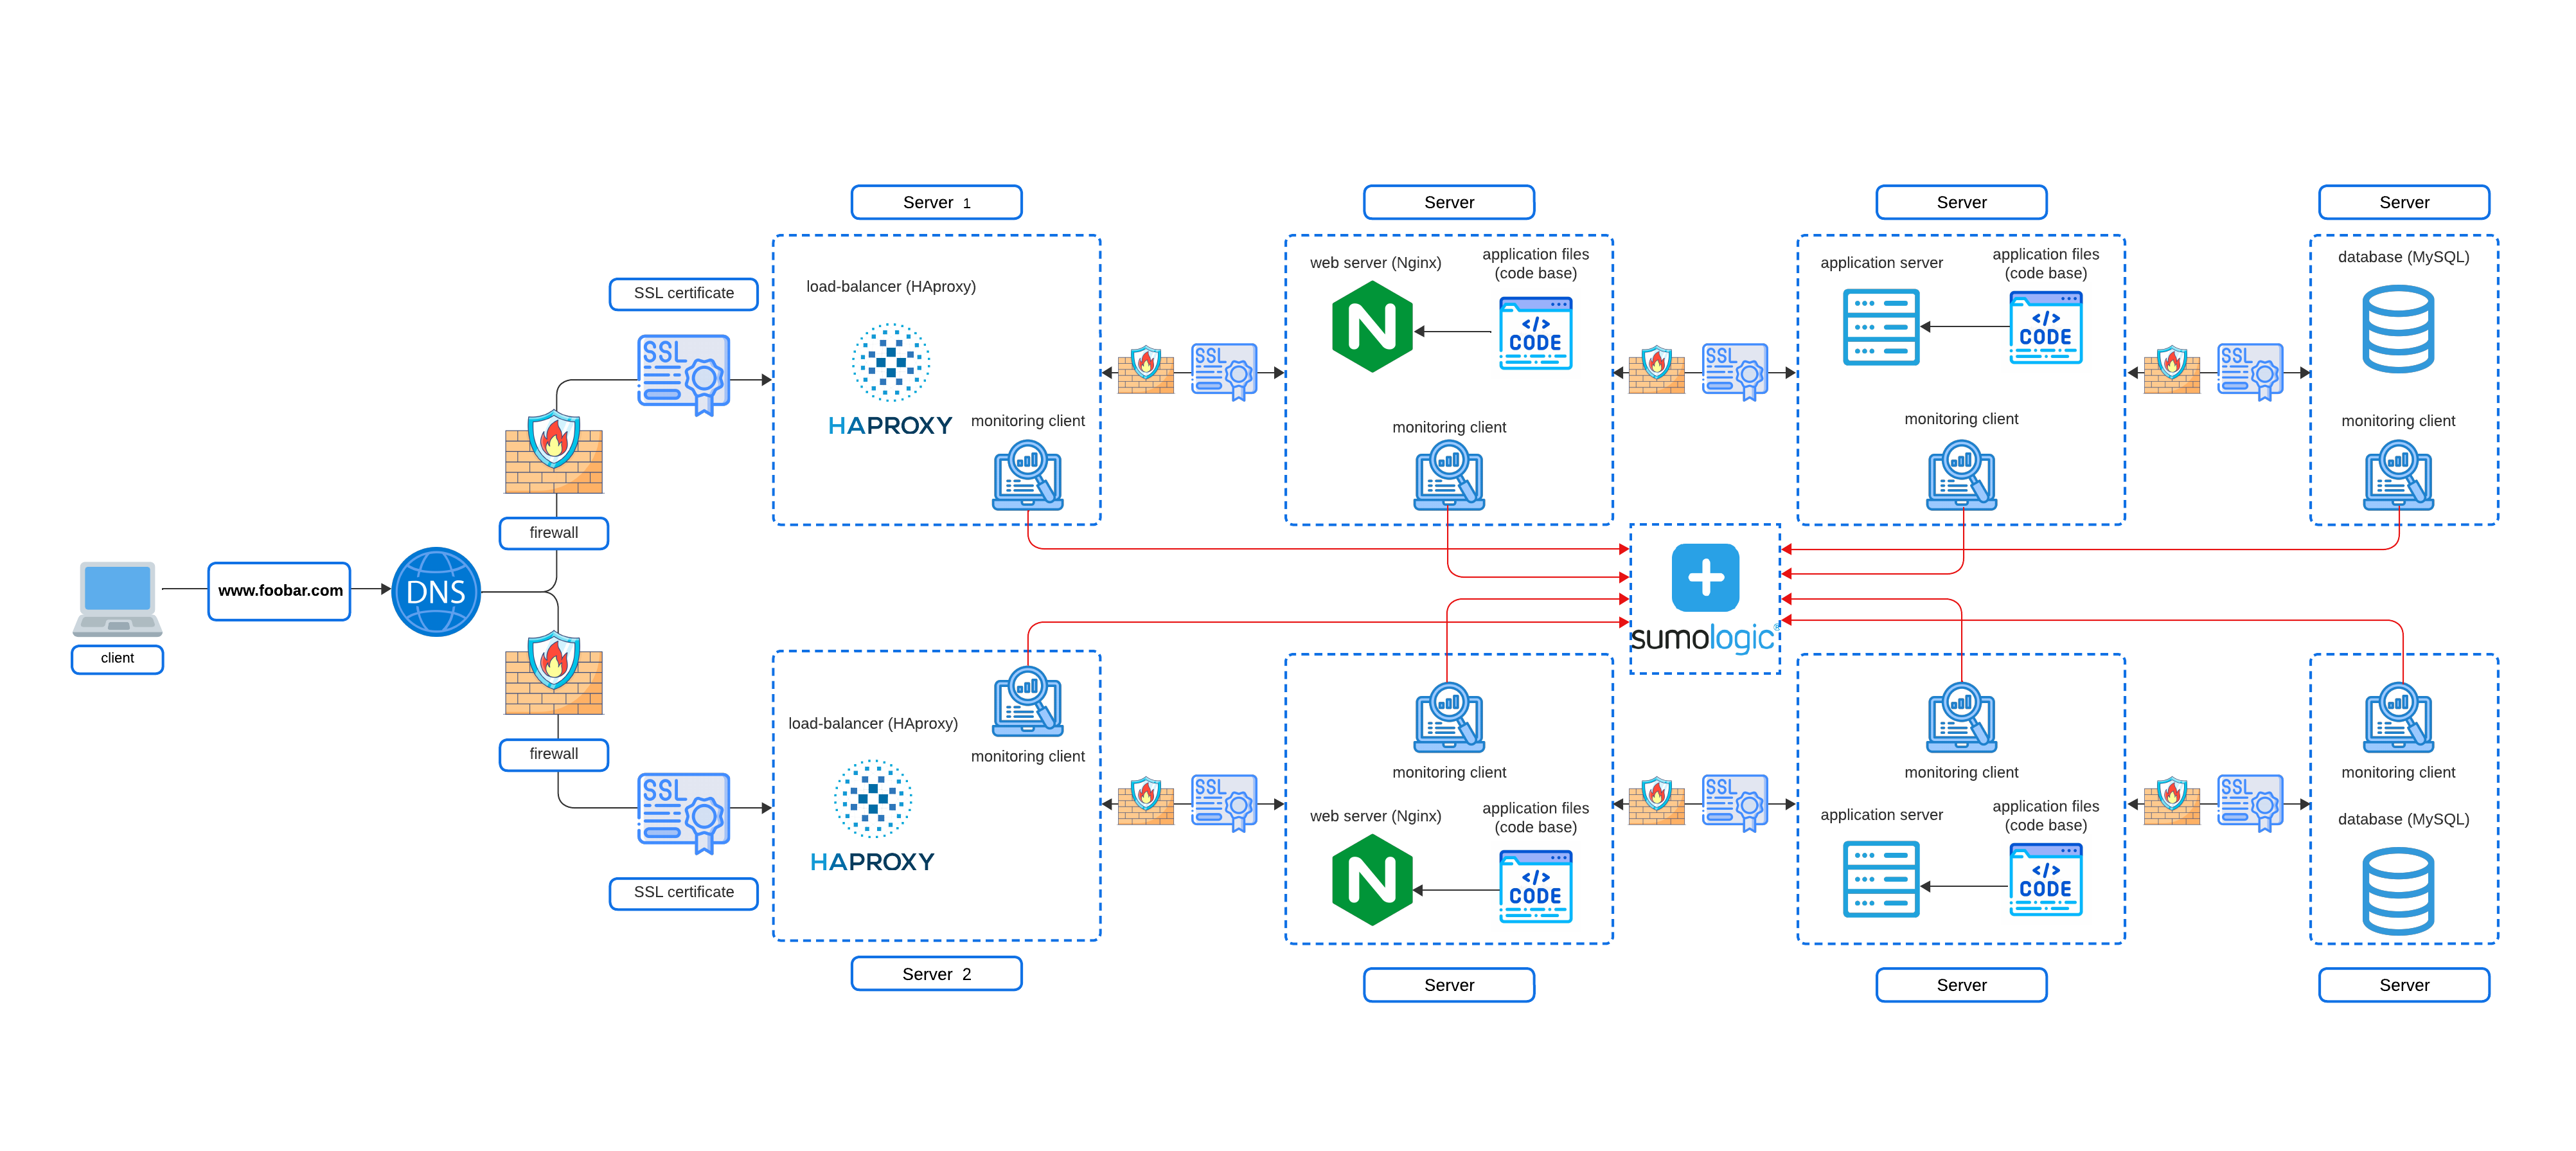 Server 1
Server
Server
Server
SSL certificate
SSL
load-balancer (HAproxy)
HAPROXY
monitoring client
SSL
web server (Nginx)
application files
(code base)
N
</>
CODE
monitoring client
SSL
application server
application files
(code base)
</>
CODE
monitoring client
SSL
database (MySQL)
monitoring client
firewall
client
www.foobar.com
DNS
sumologic®
firewall
SSL
SSL certificate
load-balancer (HAproxy)
HAPROXY
monitoring client
SSL
monitoring client
web server (Nginx)
application files
(code base)
N
</>
CODE
SSL
monitoring client
application server
application files
(code base)
</>
CODE
SSL
monitoring client
database (MySQL)
Server 2
Server
Server
Server